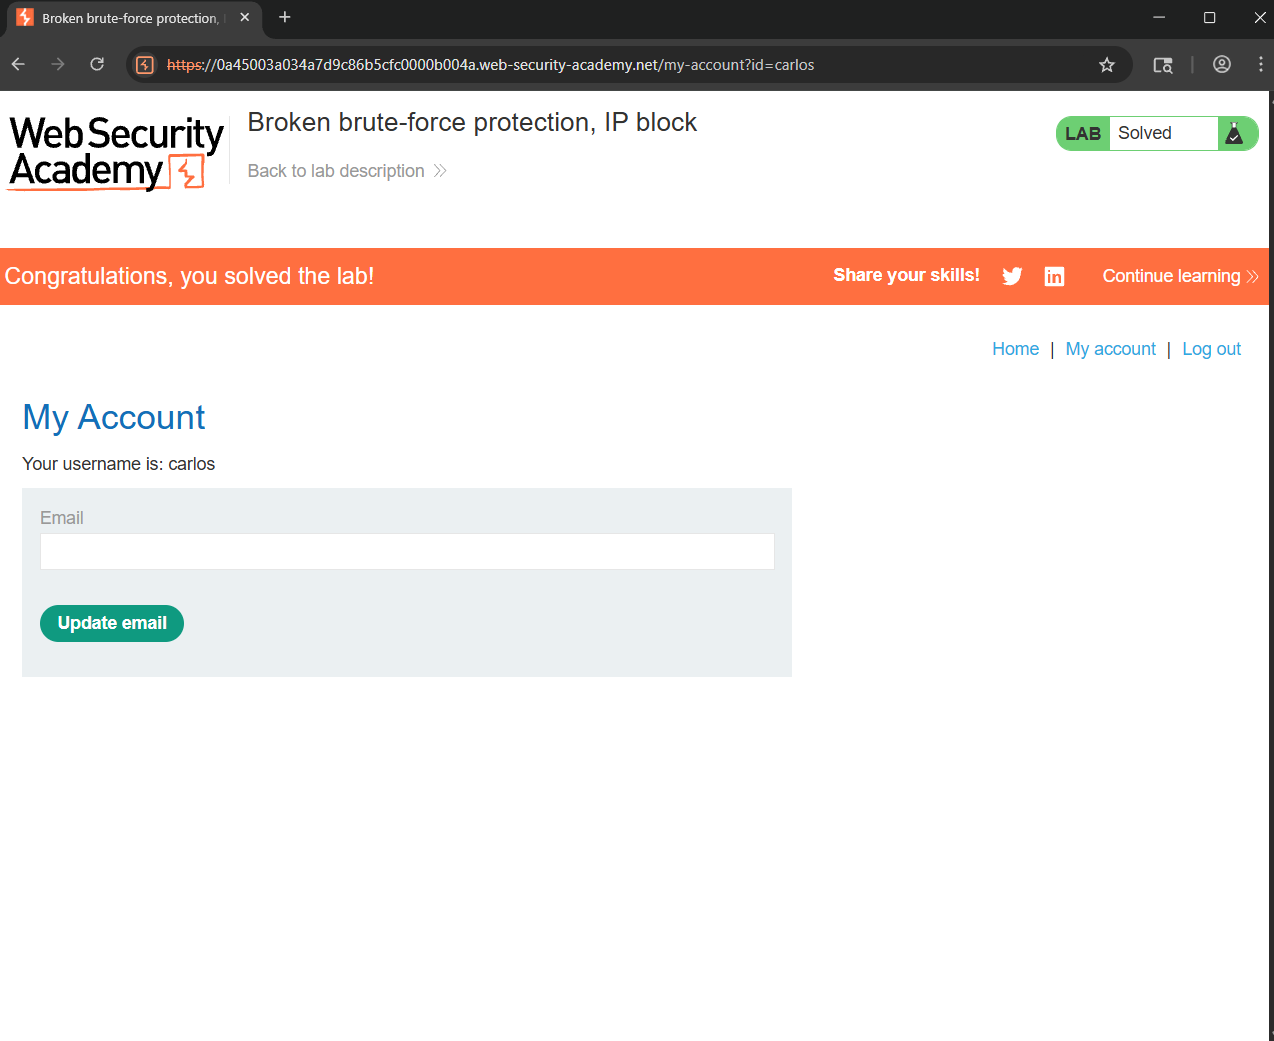 Broken brute-force protection,
https://0a45003a034a7d9c86b5cfc0000b004a.web-security-academy.net/my-account?id=carlos
Web Security
Academy
Broken brute-force protection, IP block
Back to lab description
LAB Solved
Congratulations, you solved the lab!
Share your skills!
Continue learning
Home | My account | Log out
My Account
Your username is: carlos
Email
Update email